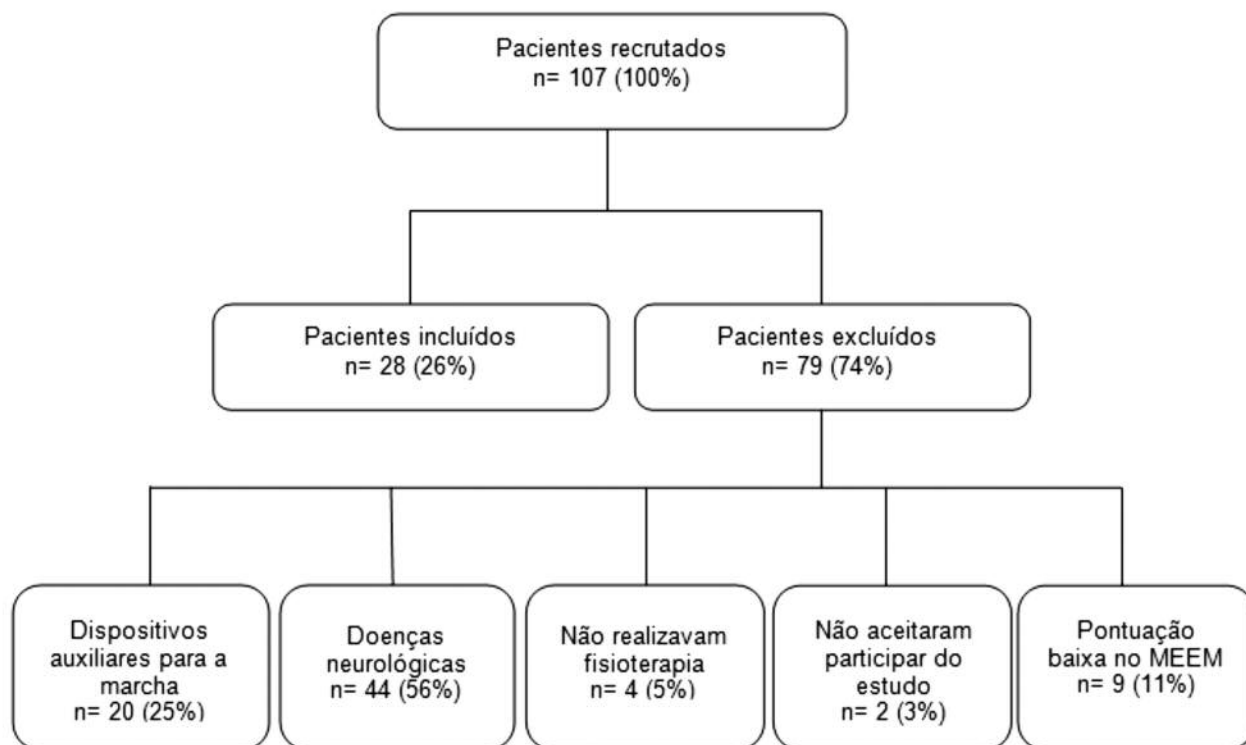 Pacientes recrutados
n= 107 (100%)
Pacientes incluídos
n= 28 (26%)
Pacientes excluídos
n= 79 (74%)
Dispositivos
auxiliares para a
marcha
n= 20 (25%)
Doenças
neurológicas
n= 44 (56%)
Não realizavam
fisioterapia
n= 4 (5%)
Não aceitaram
participar do
estudo
n= 2 (3%)
Pontuação
baixa no MEEM
n= 9 (11%)